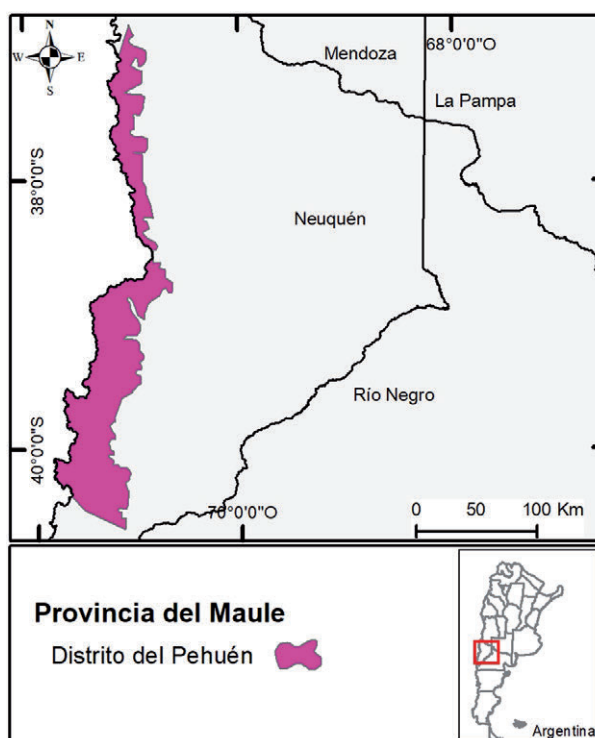 N
W E
S
Mendoza
68°0'0"O
La Pampa
38°0'0"S
Neuquén
Río Negro
40°0'0"S
70°0'0"O
0 50 100 Km
Provincia del Maule
Distrito del Pehuén
Argentina